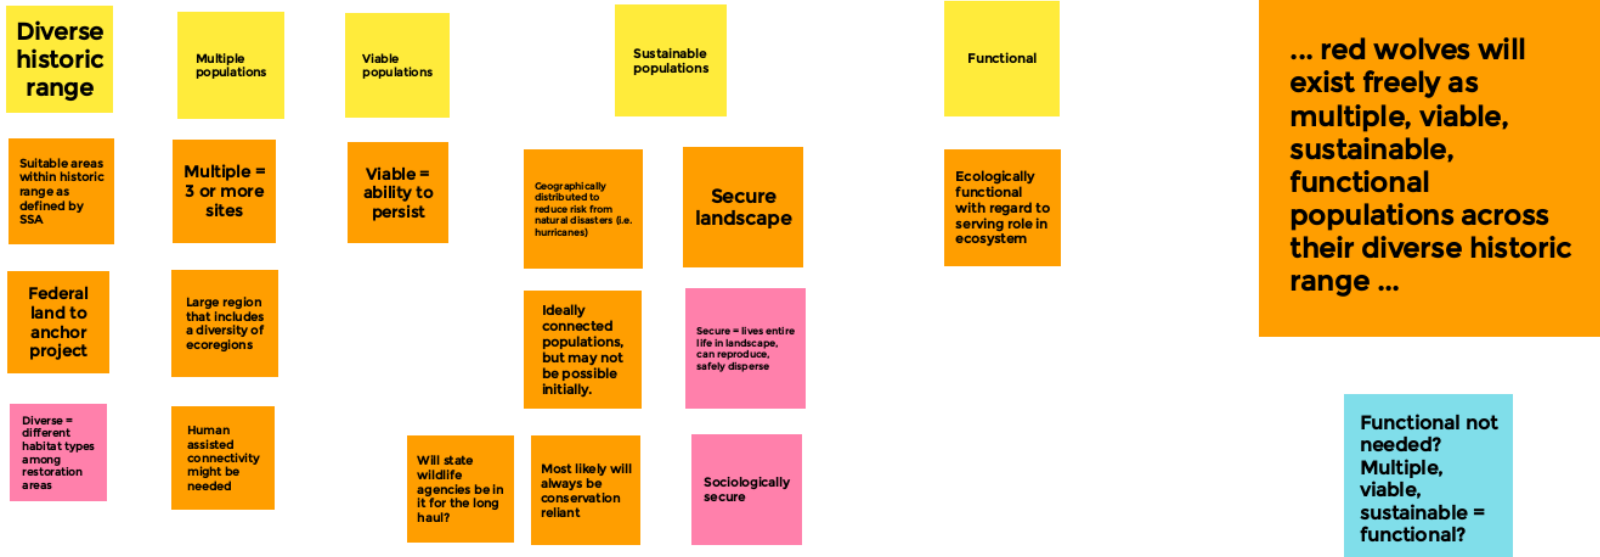 Diverse
historic
range
Multiple
populations
Viable
populations
Sustainable
populations
Functional
... red wolves will
exist freely as
multiple, viable,
sustainable,
functional
populations across
their diverse historic
range ...
Suitable areas
within historic
range as
defined by
SSA
Multiple =
3 or more
sites
Viable =
ability to
persist
Geographically
distributed to
reduce risk from
natural disasters (i.e.
hurricanes)
Secure
landscape
Ecologically
functional
with regard to
serving role in
ecosystem
Federal
land to
anchor
project
Large region
that includes
a diversity of
ecoregions
Ideally
connected
populations,
but may not
be possible
initially.
Secure = lives entire
life in landscape,
can reproduce,
safely disperse
Diverse =
different
habitat types
among
restoration
areas
Human
assisted
connectivity
might be
needed
Will state
wildlife
agencies be in
it for the long
haul?
Most likely will
always be
conservation
reliant
Sociologically
secure
Functional not
needed?
Multiple,
viable,
sustainable =
functional?